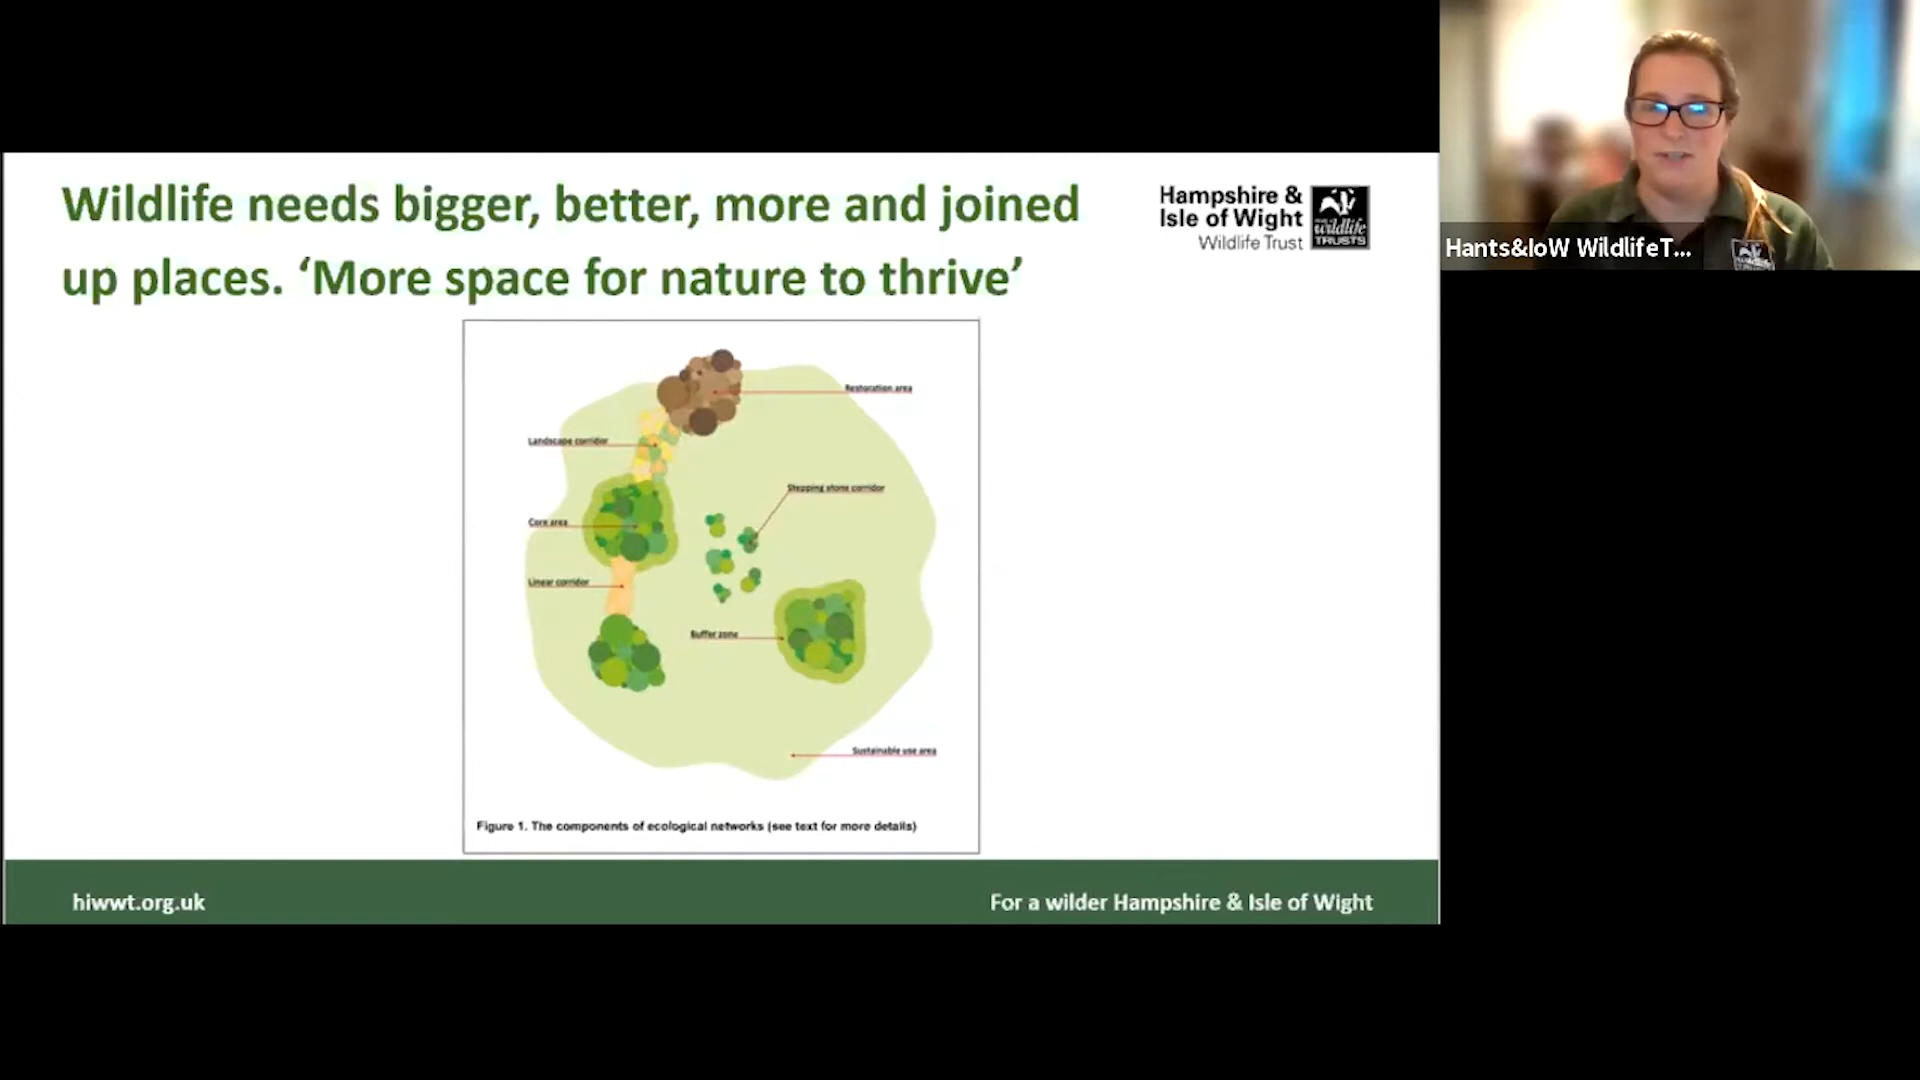 Wildlife needs bigger, better, more and joined
up places. ‘More space for nature to thrive’
Hampshire &
Isle of Wight
Wildlife Trust
wildlife
TRUSTS
Hants&IoW WildlifeT...
Restoration area
Landscape corridor
Stepping stone corridor
Core area
Linear corridor
Buffer zone
Sustainable use area
Figure 1. The components of ecological networks (see text for more details)
hiwwt.org.uk
For a wilder Hampshire & Isle of Wight